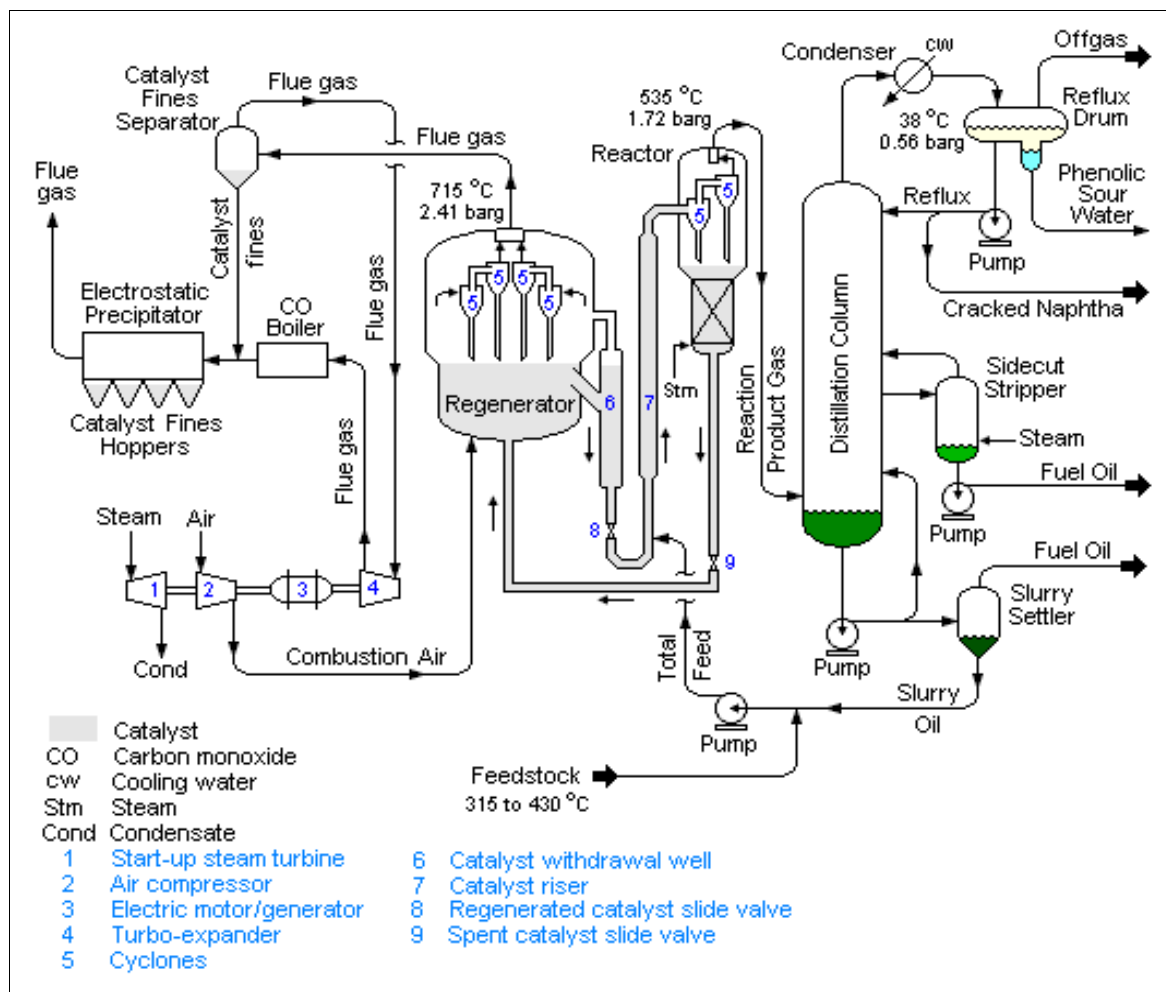 Condenser
cw
Offgas
Catalyst
Fines
Separator
Flue gas
Flue gas
535 °C
1.72 barg
Reactor
38 °C
0.56 barg
Reflux
Drum
Flue
gas
715 °C
2.41 barg
Phenolic
Sour
Water
Reflux
Pump
Catalyst
fines
Flue gas
5
5
5
5
5
5
Cracked Naphtha
Electrostatic
Precipitator
CO
Boiler
Distillation Column
Sidecut
Stripper
Steam
Stm
Regenerator
6
7
Catalyst Fines
Hoppers
Flue gas
Reaction
Product Gas
Fuel Oil
Pump
Steam
Air
8
9
Fuel Oil
1
2
3
4
Slurry
Settler
Cond
Combustion Air
Total
Feed
Pump
Slurry
Oil
Pump
Feedstock
315 to 430 °C
Catalyst
CO Carbon monoxide
cw Cooling water
Stm Steam
Cond Condensate
1 Start-up steam turbine
2 Air compressor
3 Electric motor/generator
4 Turbo-expander
5 Cyclones
6 Catalyst withdrawal well
7 Catalyst riser
8 Regenerated catalyst slide valve
9 Spent catalyst slide valve